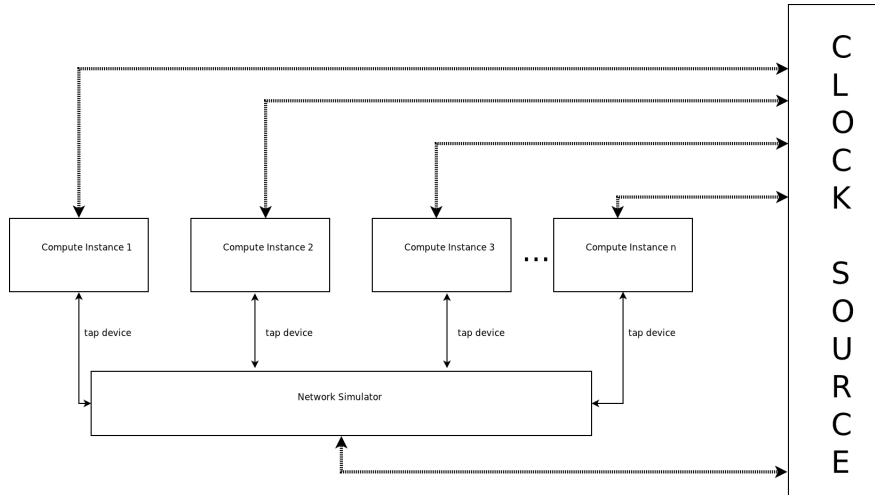 C
L
O
C
K
S
O
U
R
C
E
Compute Instance 1
Compute Instance 2
Compute Instance 3
...
Compute Instance n
tap device
tap device
tap device
tap device
Network Simulator